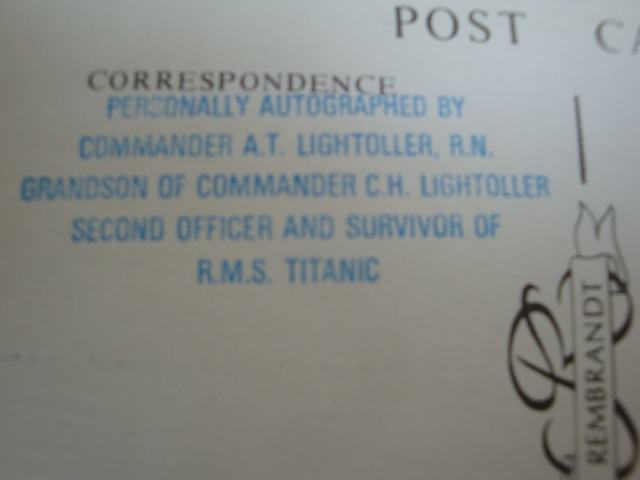 POST CA
CORRESPONDENCE
PERSONALLY AUTOGRAPHED BY
COMMANDER A.T. LIGHTOLLER, R.N.
GRANDSON OF COMMANDER C.H. LIGHTOLLER
SECOND OFFICER AND SURVIVOR OF
R.M.S. TITANIC
REMBRANDT